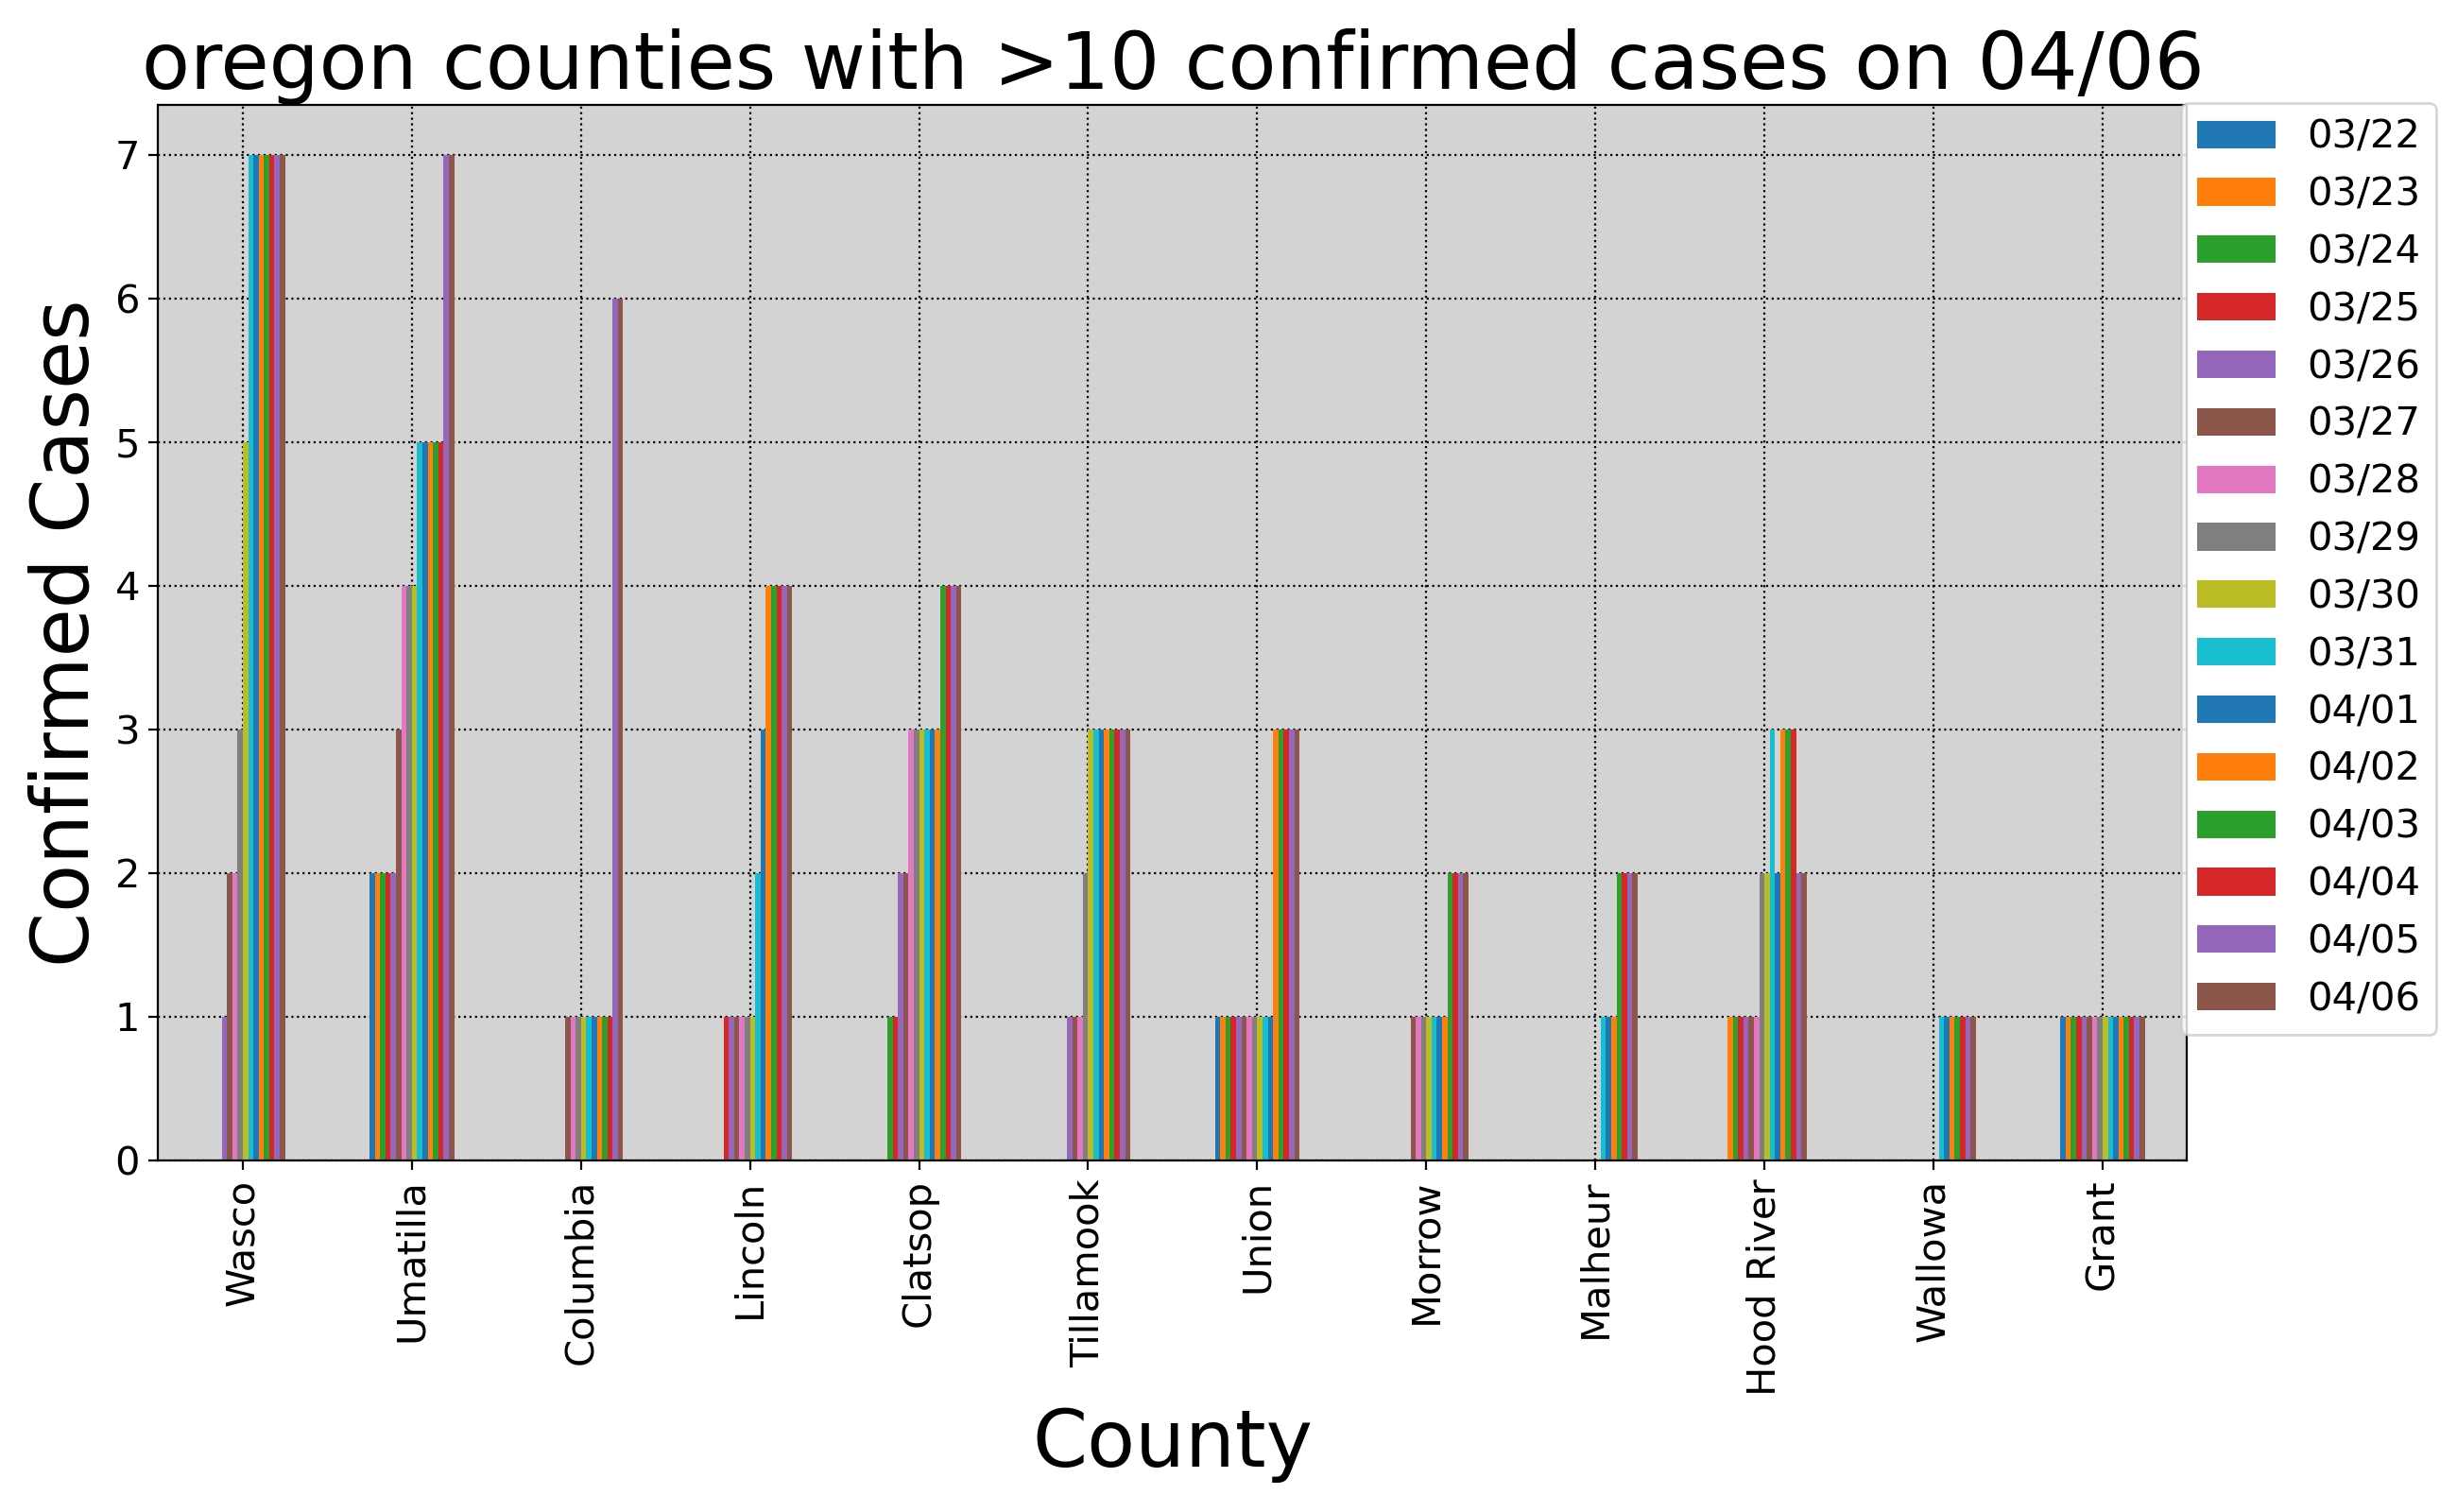 oregon counties with >10 confirmed cases on 04/06
Confirmed Cases
7
6
5
4
3
2
1
0
Wasco
Umatilla
Columbia
Lincoln
Clatsop
Tillamook
Union
Morrow
Malheur
Hood River
Wallowa
Grant
County
03/22
03/23
03/24
03/25
03/26
03/27
03/28
03/29
03/30
03/31
04/01
04/02
04/03
04/04
04/05
04/06